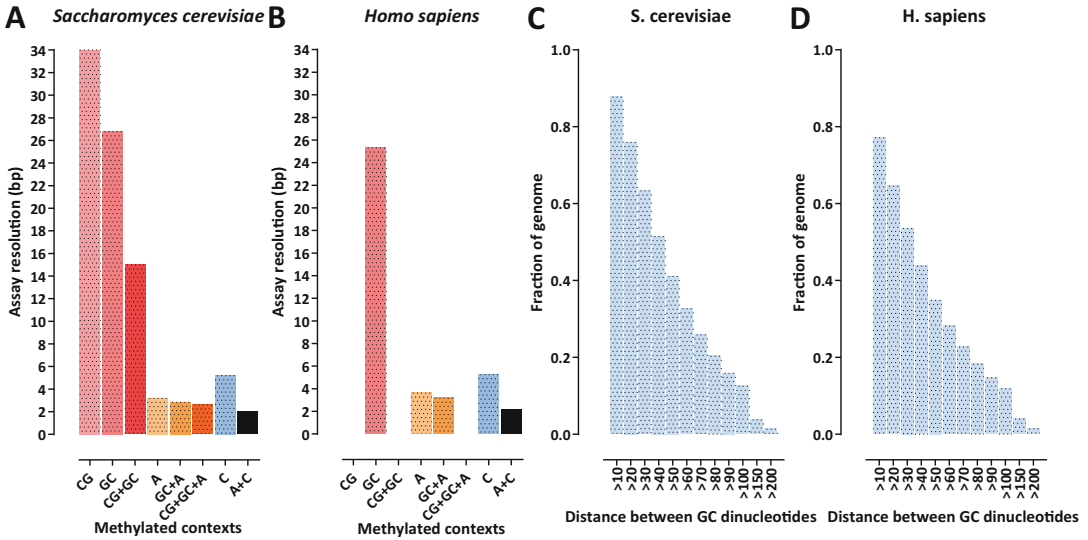 A
Saccharomyces cerevisiae
Assay resolution (bp)
34
32
30
28
26
24
22
20
18
16
14
12
10
8
6
4
2
0
CG
GC
CG+GC
A
GC+A
CG+GC+A
C
A+C
Methylated contexts
B
Homo sapiens
Assay resolution (bp)
34
32
30
28
26
24
22
20
18
16
14
12
10
8
6
4
2
0
CG
GC
CG+GC
A
GC+A
CG+GC+A
C
A+C
Methylated contexts
C
S. cerevisiae
Fraction of genome
1.0
0.8
0.6
0.4
0.2
0.0
>10
>20
>30
>40
>50
>60
>70
>80
>90
>100
>150
>200
Distance between GC dinucleotides
D
H. sapiens
Fraction of genome
1.0
0.8
0.6
0.4
0.2
0.0
>10
>20
>30
>40
>50
>60
>70
>80
>90
>100
>150
>200
Distance between GC dinucleotides